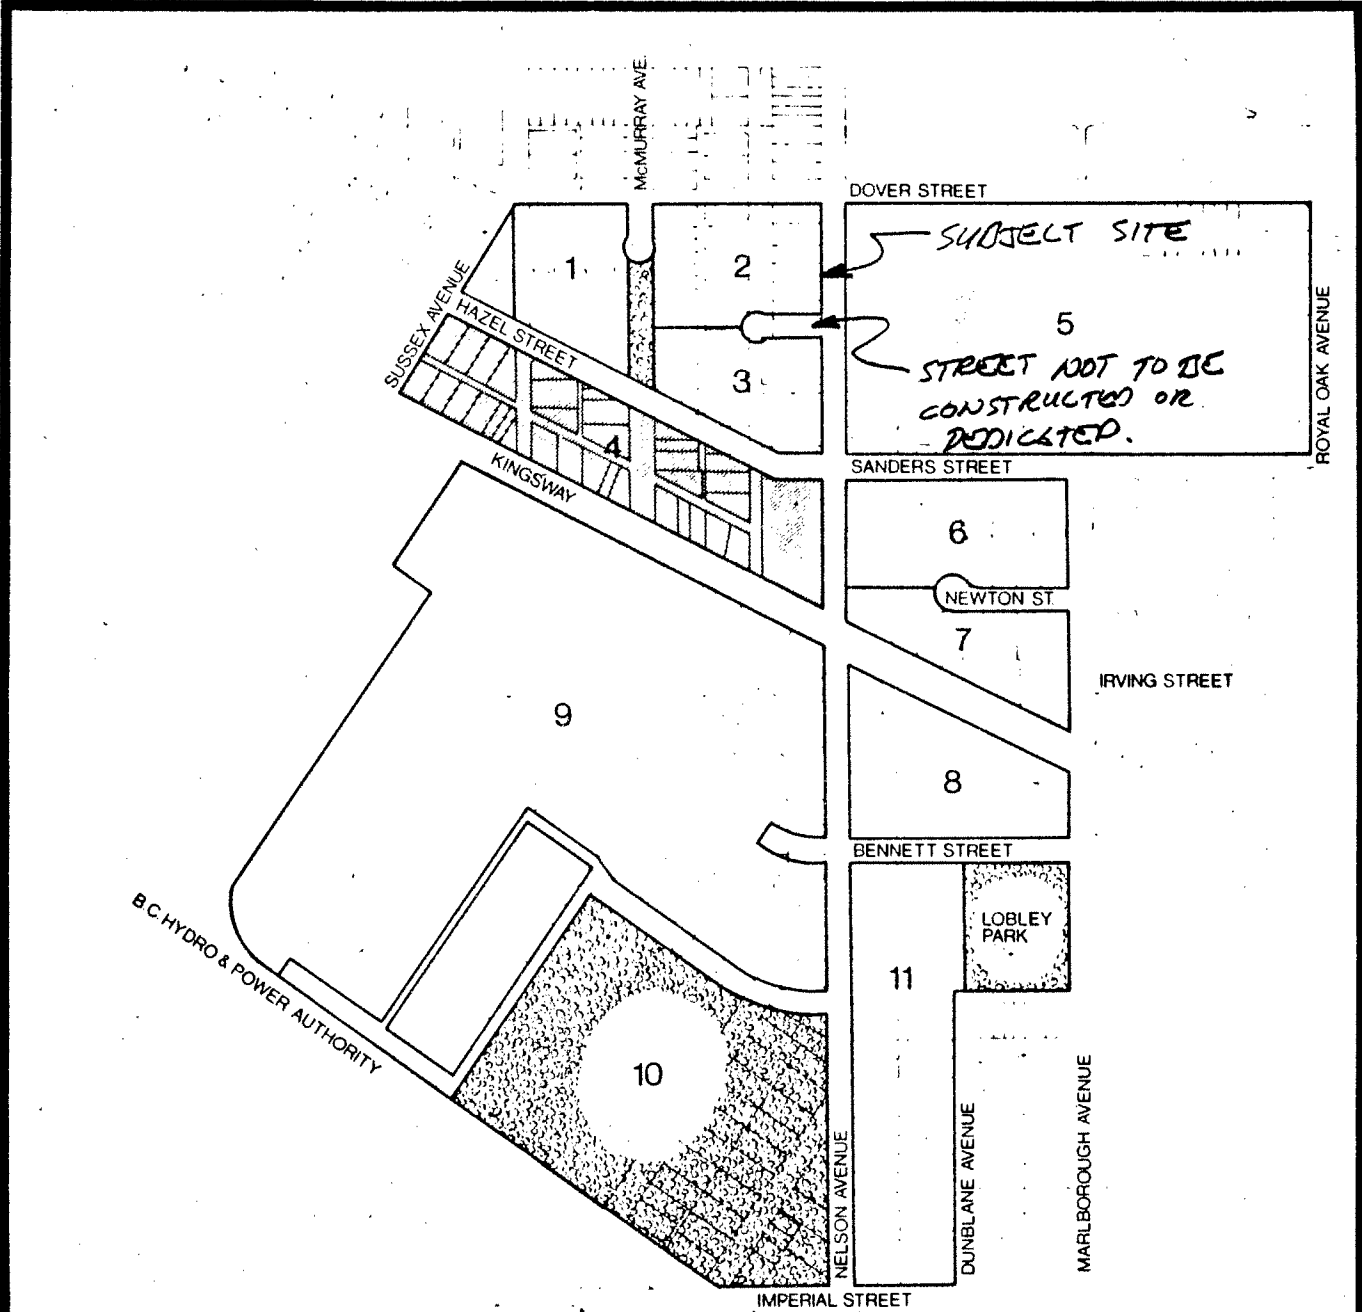 McMURRAY AVE.
DOVER STREET
SUBJECT SITE
1
2
SUSSEX AVENUE
HAZEL STREET
5
ROYAL OAK AVENUE
STREET NOT TO BE
CONSTRUCTED OR
DEDICATED.
3
4
KINGSWAY
SANDERS STREET
6
NEWTON ST.
7
IRVING STREET
9
8
BENNETT STREET
B.C. HYDRO & POWER AUTHORITY
LOBLEY
PARK
11
10
NELSON AVENUE
DUNBLANE AVENUE
MARLBOROUGH AVENUE
IMPERIAL STREET